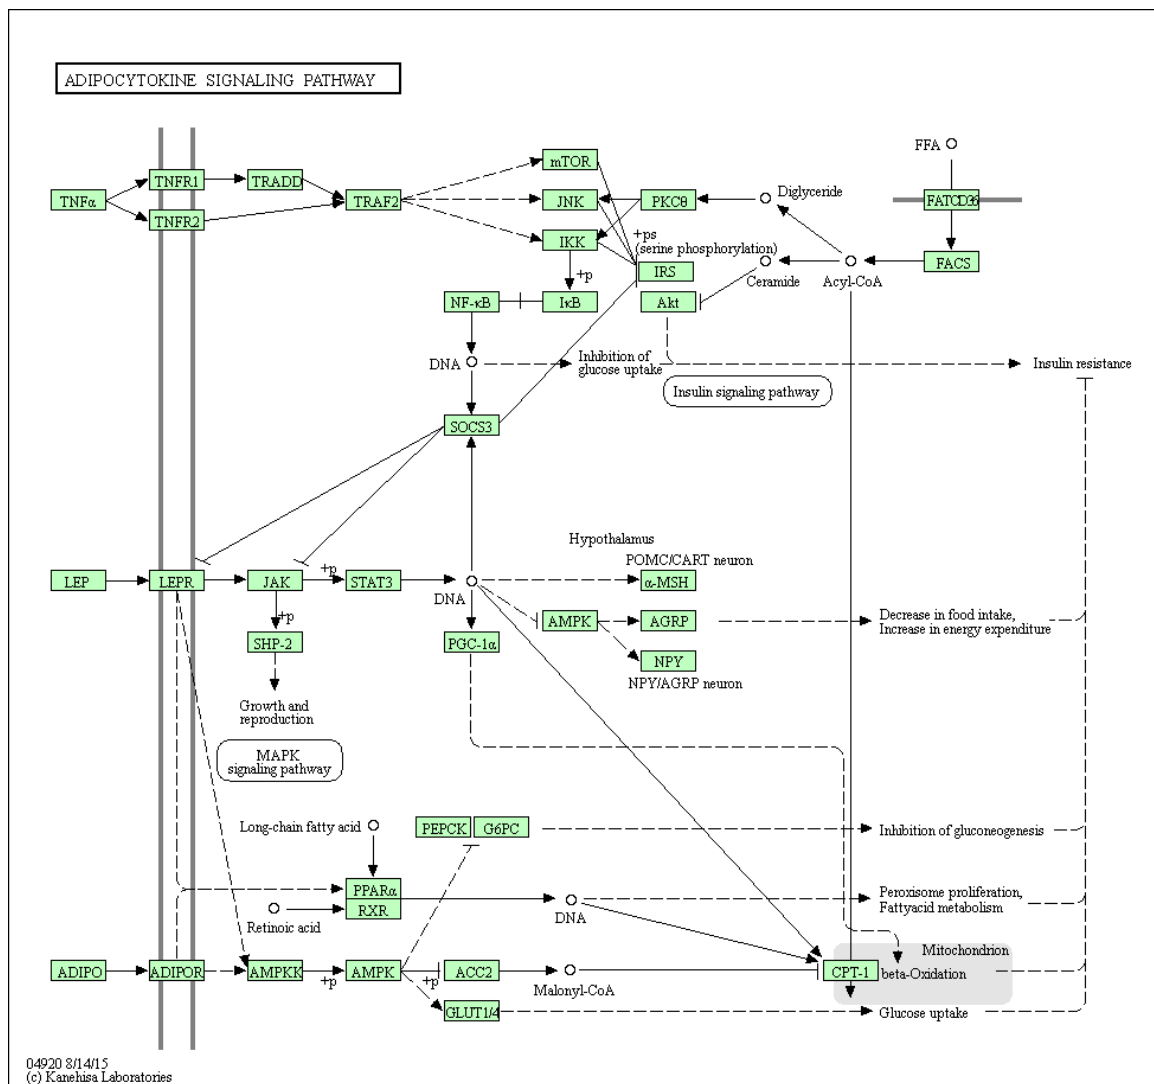 ADIPOCYTOKINE SIGNALING PATHWAY
FFA
mTOR
TNFR1
TRADD
Diglyceride
TNFα
TRAF2
JNK
PKCθ
FATCD36
TNFR2
IKK
+ps
(serine phosphorylation)
FACS
IRS
+p
Ceramide
Acyl-CoA
NF-κB
IκB
Akt
DNA
Inhibition of
glucose uptake
Insulin resistance
Insulin signaling pathway
SOCS3
Hypothalamus
POMC/CART neuron
+p
LEP
LEPR
JAK
STAT3
α-MSH
DNA
+p
AMPK
AGRP
Decrease in food intake,
Increase in energy expenditure
SHP-2
PGC-1α
NPY
NPY/AGRP neuron
Growth and
reproduction
MAPK
signaling pathway
Long-chain fatty acid
PEPCK
G6PC
Inhibition of gluconeogenesis
PPARα
Peroxisome proliferation,
Fattyacid metabolism
RXR
Retinoic acid
DNA
Mitochondrion
ADIPO
ADIPOR
AMPKK
AMPK
ACC2
CPT-1
beta-Oxidation
+p
+p
Malonyl-CoA
GLUT1/4
Glucose uptake
04920 8/14/15
(c) Kanehisa Laboratories